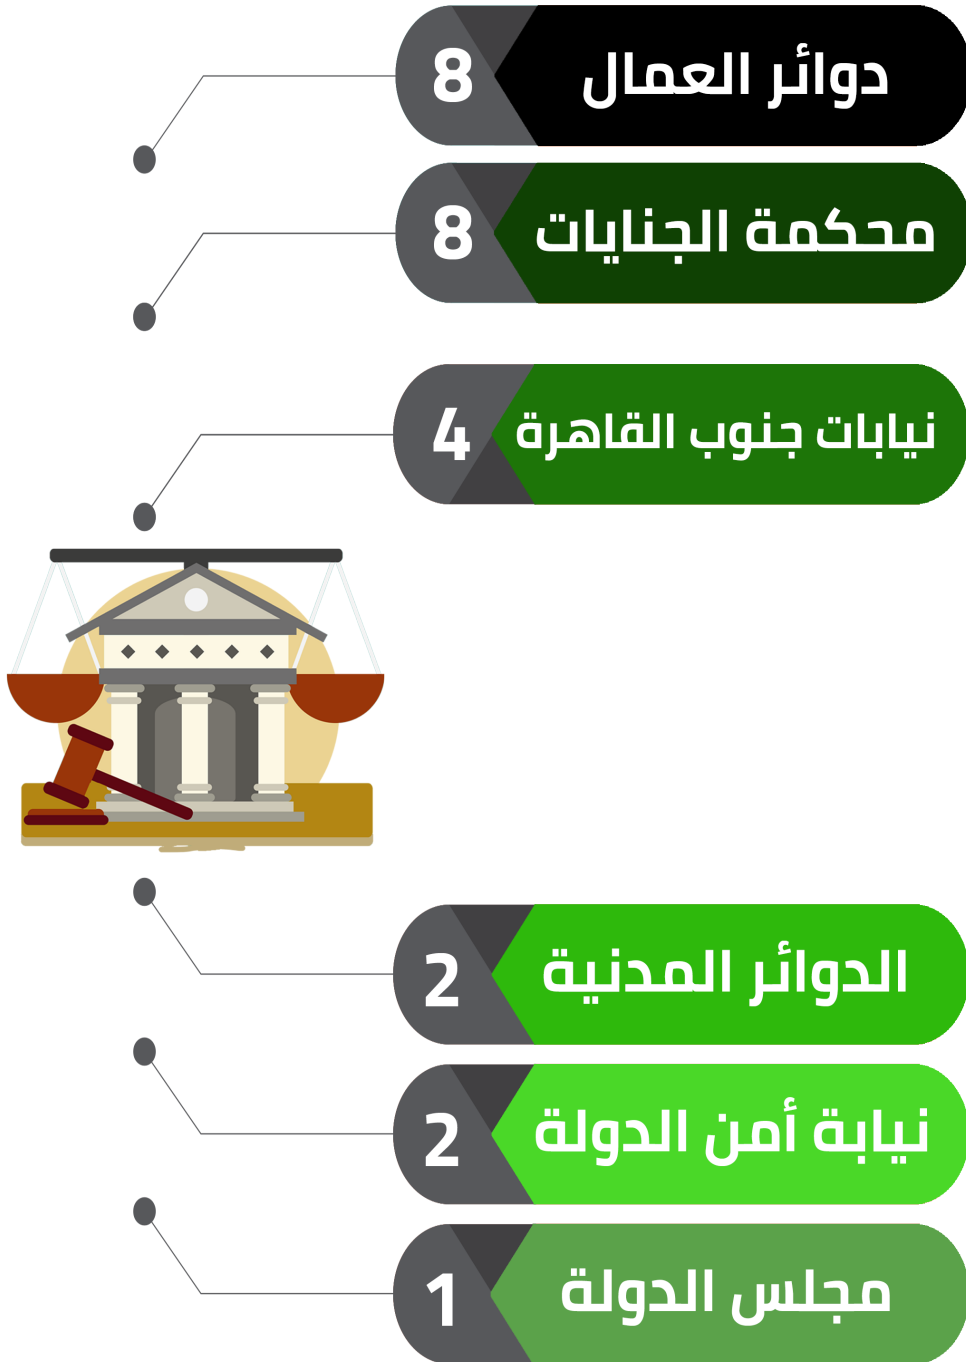 دوائر العمال 8
محكمة الجنايات 8
نيابات جنوب القاهرة 4
الدوائر المدنية 2
نيابة أمن الدولة 2
مجلس الدولة 1